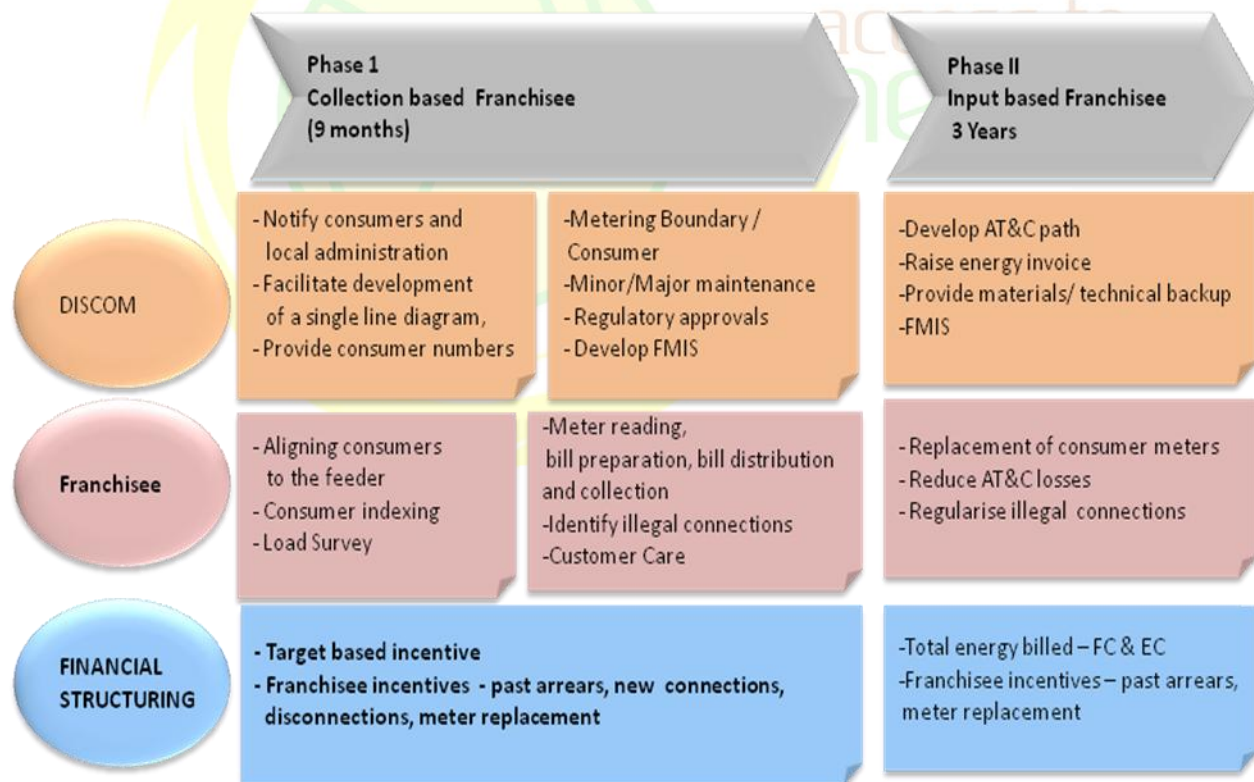 access to
Phase 1
Collection based Franchisee
(9 months)
Phase II
Input based Franchisee
3 Years
DISCOM
- Notify consumers and
local administration
- Facilitate development
of a single line diagram,
- Provide consumer numbers
-Metering Boundary /
Consumer
-Minor/Major maintenance
- Regulatory approvals
- Develop FMIS
-Develop AT&C path
-Raise energy invoice
-Provide materials/ technical backup
-FMIS
Franchisee
- Aligning consumers
to the feeder
- Consumer indexing
- Load Survey
-Meter reading,
bill preparation, bill distribution
and collection
-Identify illegal connections
-Customer Care
- Replacement of consumer meters
- Reduce AT&C losses
- Regularise illegal connections
FINANCIAL
STRUCTURING
- Target based incentive
- Franchisee incentives - past arrears, new connections,
disconnections, meter replacement
-Total energy billed – FC & EC
-Franchisee incentives – past arrears,
meter replacement